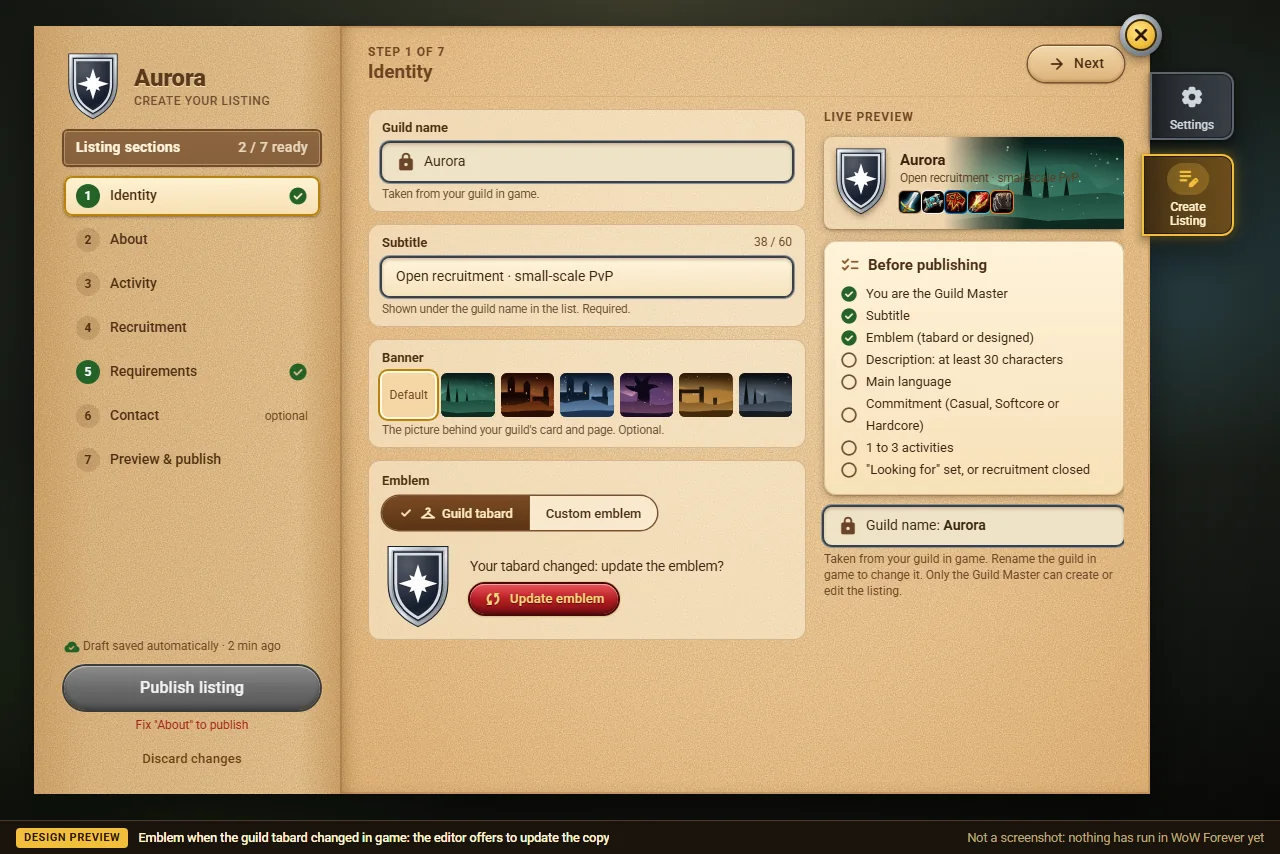 Aurora
CREATE YOUR LISTING
Listing sections 2 / 7 ready
1 Identity
2 About
3 Activity
4 Recruitment
5 Requirements
6 Contact optional
7 Preview & publish
Draft saved automatically · 2 min ago
Publish listing
Fix "About" to publish
Discard changes
STEP 1 OF 7
Identity
Next
Guild name
Aurora
Taken from your guild in game.
Subtitle 38 / 60
Open recruitment · small-scale PvP
Shown under the guild name in the list. Required.
Banner
Default
The picture behind your guild's card and page. Optional.
Emblem
Guild tabard
Custom emblem
Your tabard changed: update the emblem?
Update emblem
LIVE PREVIEW
Aurora
Open recruitment · small-scale PvP
Before publishing
You are the Guild Master
Subtitle
Emblem (tabard or designed)
Description: at least 30 characters
Main language
Commitment (Casual, Softcore or
Hardcore)
1 to 3 activities
"Looking for" set, or recruitment closed
Guild name: Aurora
Taken from your guild in game. Rename the guild in
game to change it. Only the Guild Master can create or
edit the listing.
Settings
Create
Listing
DESIGN PREVIEW Emblem when the guild tabard changed in game: the editor offers to update the copy
Not a screenshot: nothing has run in WoW Forever yet